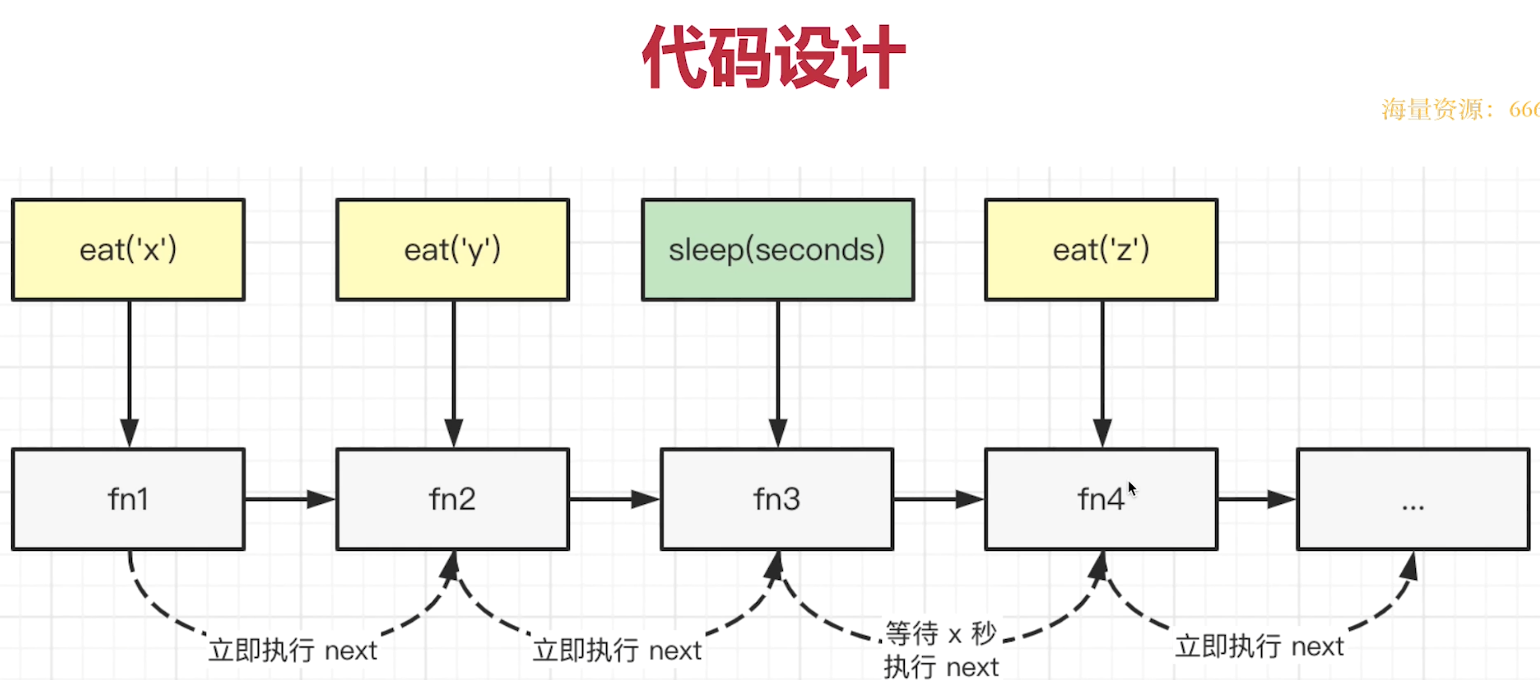 代码设计
海量资源：666
eat('x')
eat('y')
sleep(seconds)
eat('z')
fn1
fn2
fn3
fn4
...
立即执行 next
立即执行 next
等待 x 秒
执行 next
立即执行 next